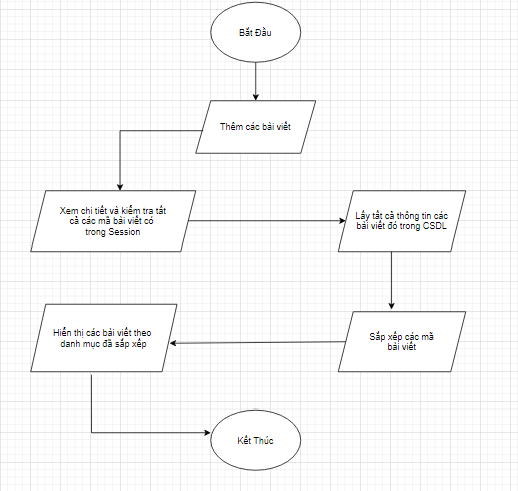 Bắt Đầu
Thêm các bài viết
Xem chi tiết và kiểm tra tất
cả các mã bài viết có
trong Session
Lấy tất cả thông tin các
bài viết đó trong CSDL
Sắp xếp các mã
bài viết
Hiển thị các bài viết theo
danh mục đã sắp xếp
Kết Thúc